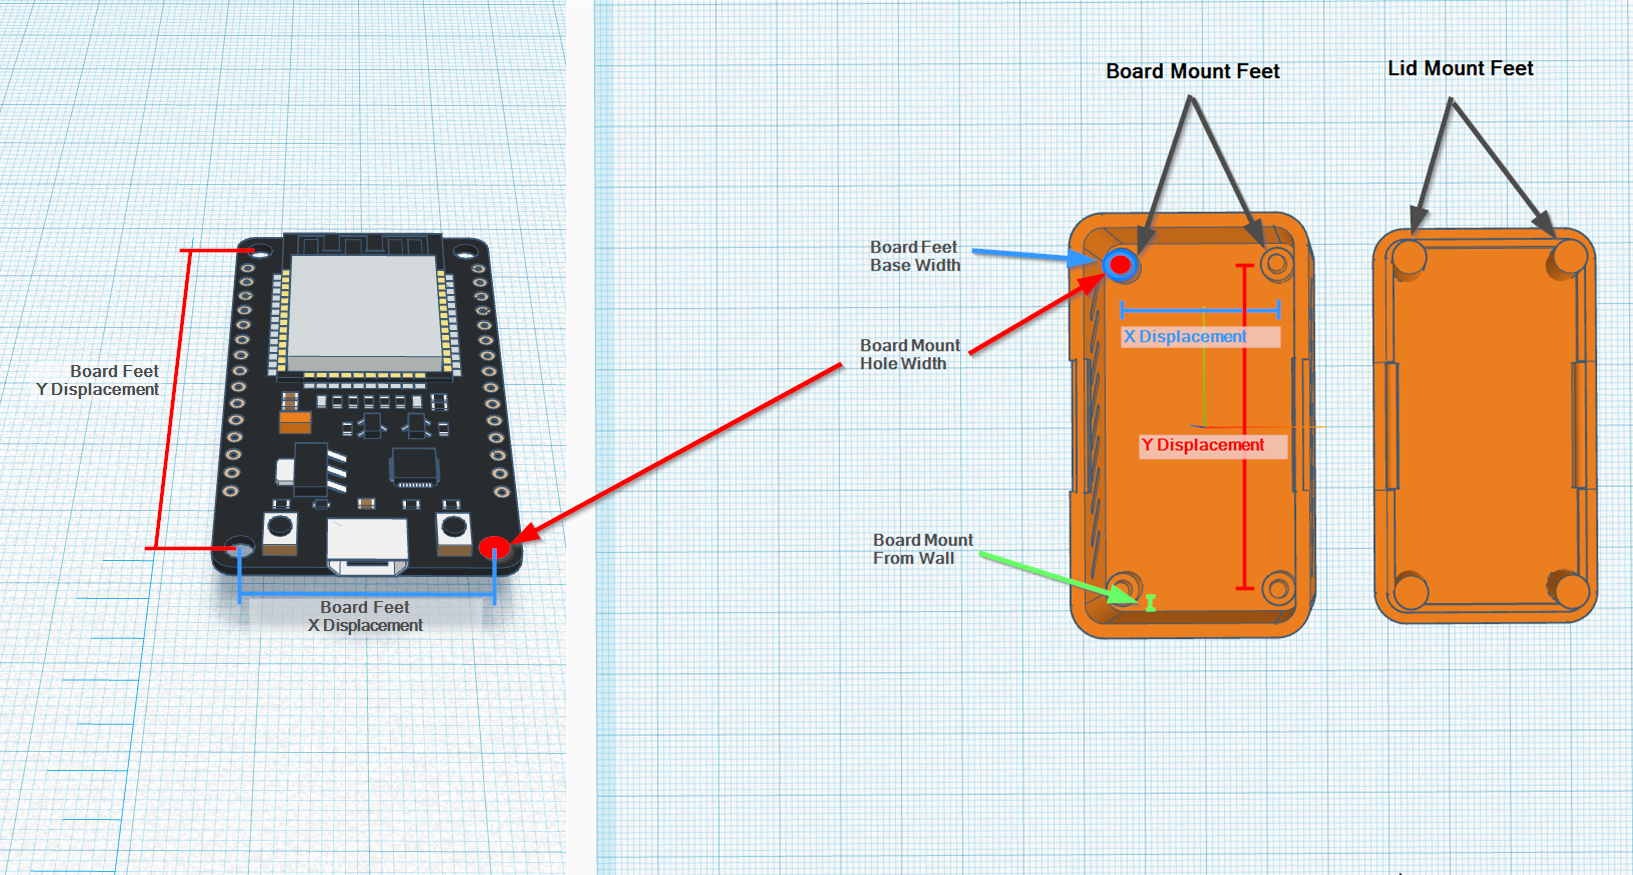 Board Mount Feet
Lid Mount Feet
Board Feet
Base Width
X Displacement
Board Mount
Hole Width
Board Feet
Y Displacement
Y Displacement
Board Mount
From Wall
Board Feet
X Displacement